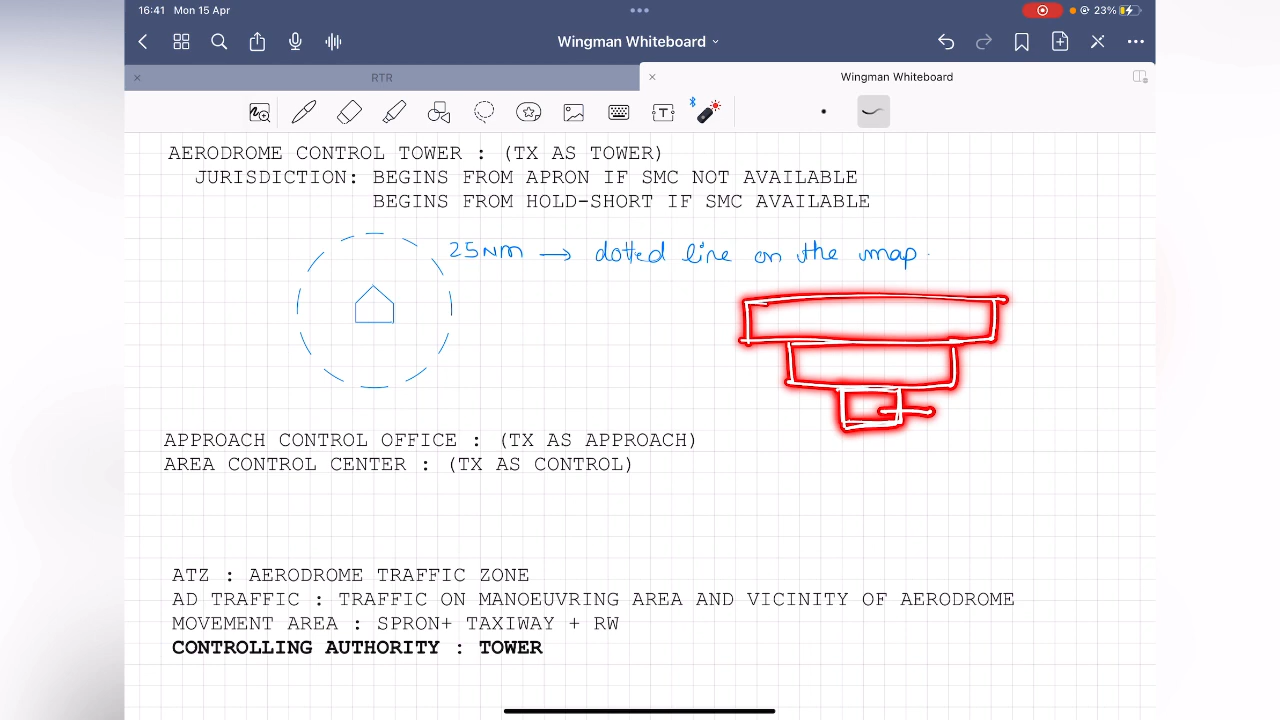 16:41 Mon 15 Apr
23%
Wingman Whiteboard
RTR
Wingman Whiteboard
AERODROME CONTROL TOWER : (TX AS TOWER)
JURISDICTION: BEGINS FROM APRON IF SMC NOT AVAILABLE
BEGINS FROM HOLD-SHORT IF SMC AVAILABLE
25NM → dotted line on the map.
APPROACH CONTROL OFFICE : (TX AS APPROACH)
AREA CONTROL CENTER : (TX AS CONTROL)
ATZ : AERODROME TRAFFIC ZONE
AD TRAFFIC : TRAFFIC ON MANOEUVRING AREA AND VICINITY OF AERODROME
MOVEMENT AREA : SPRON+ TAXIWAY + RW
CONTROLLING AUTHORITY : TOWER